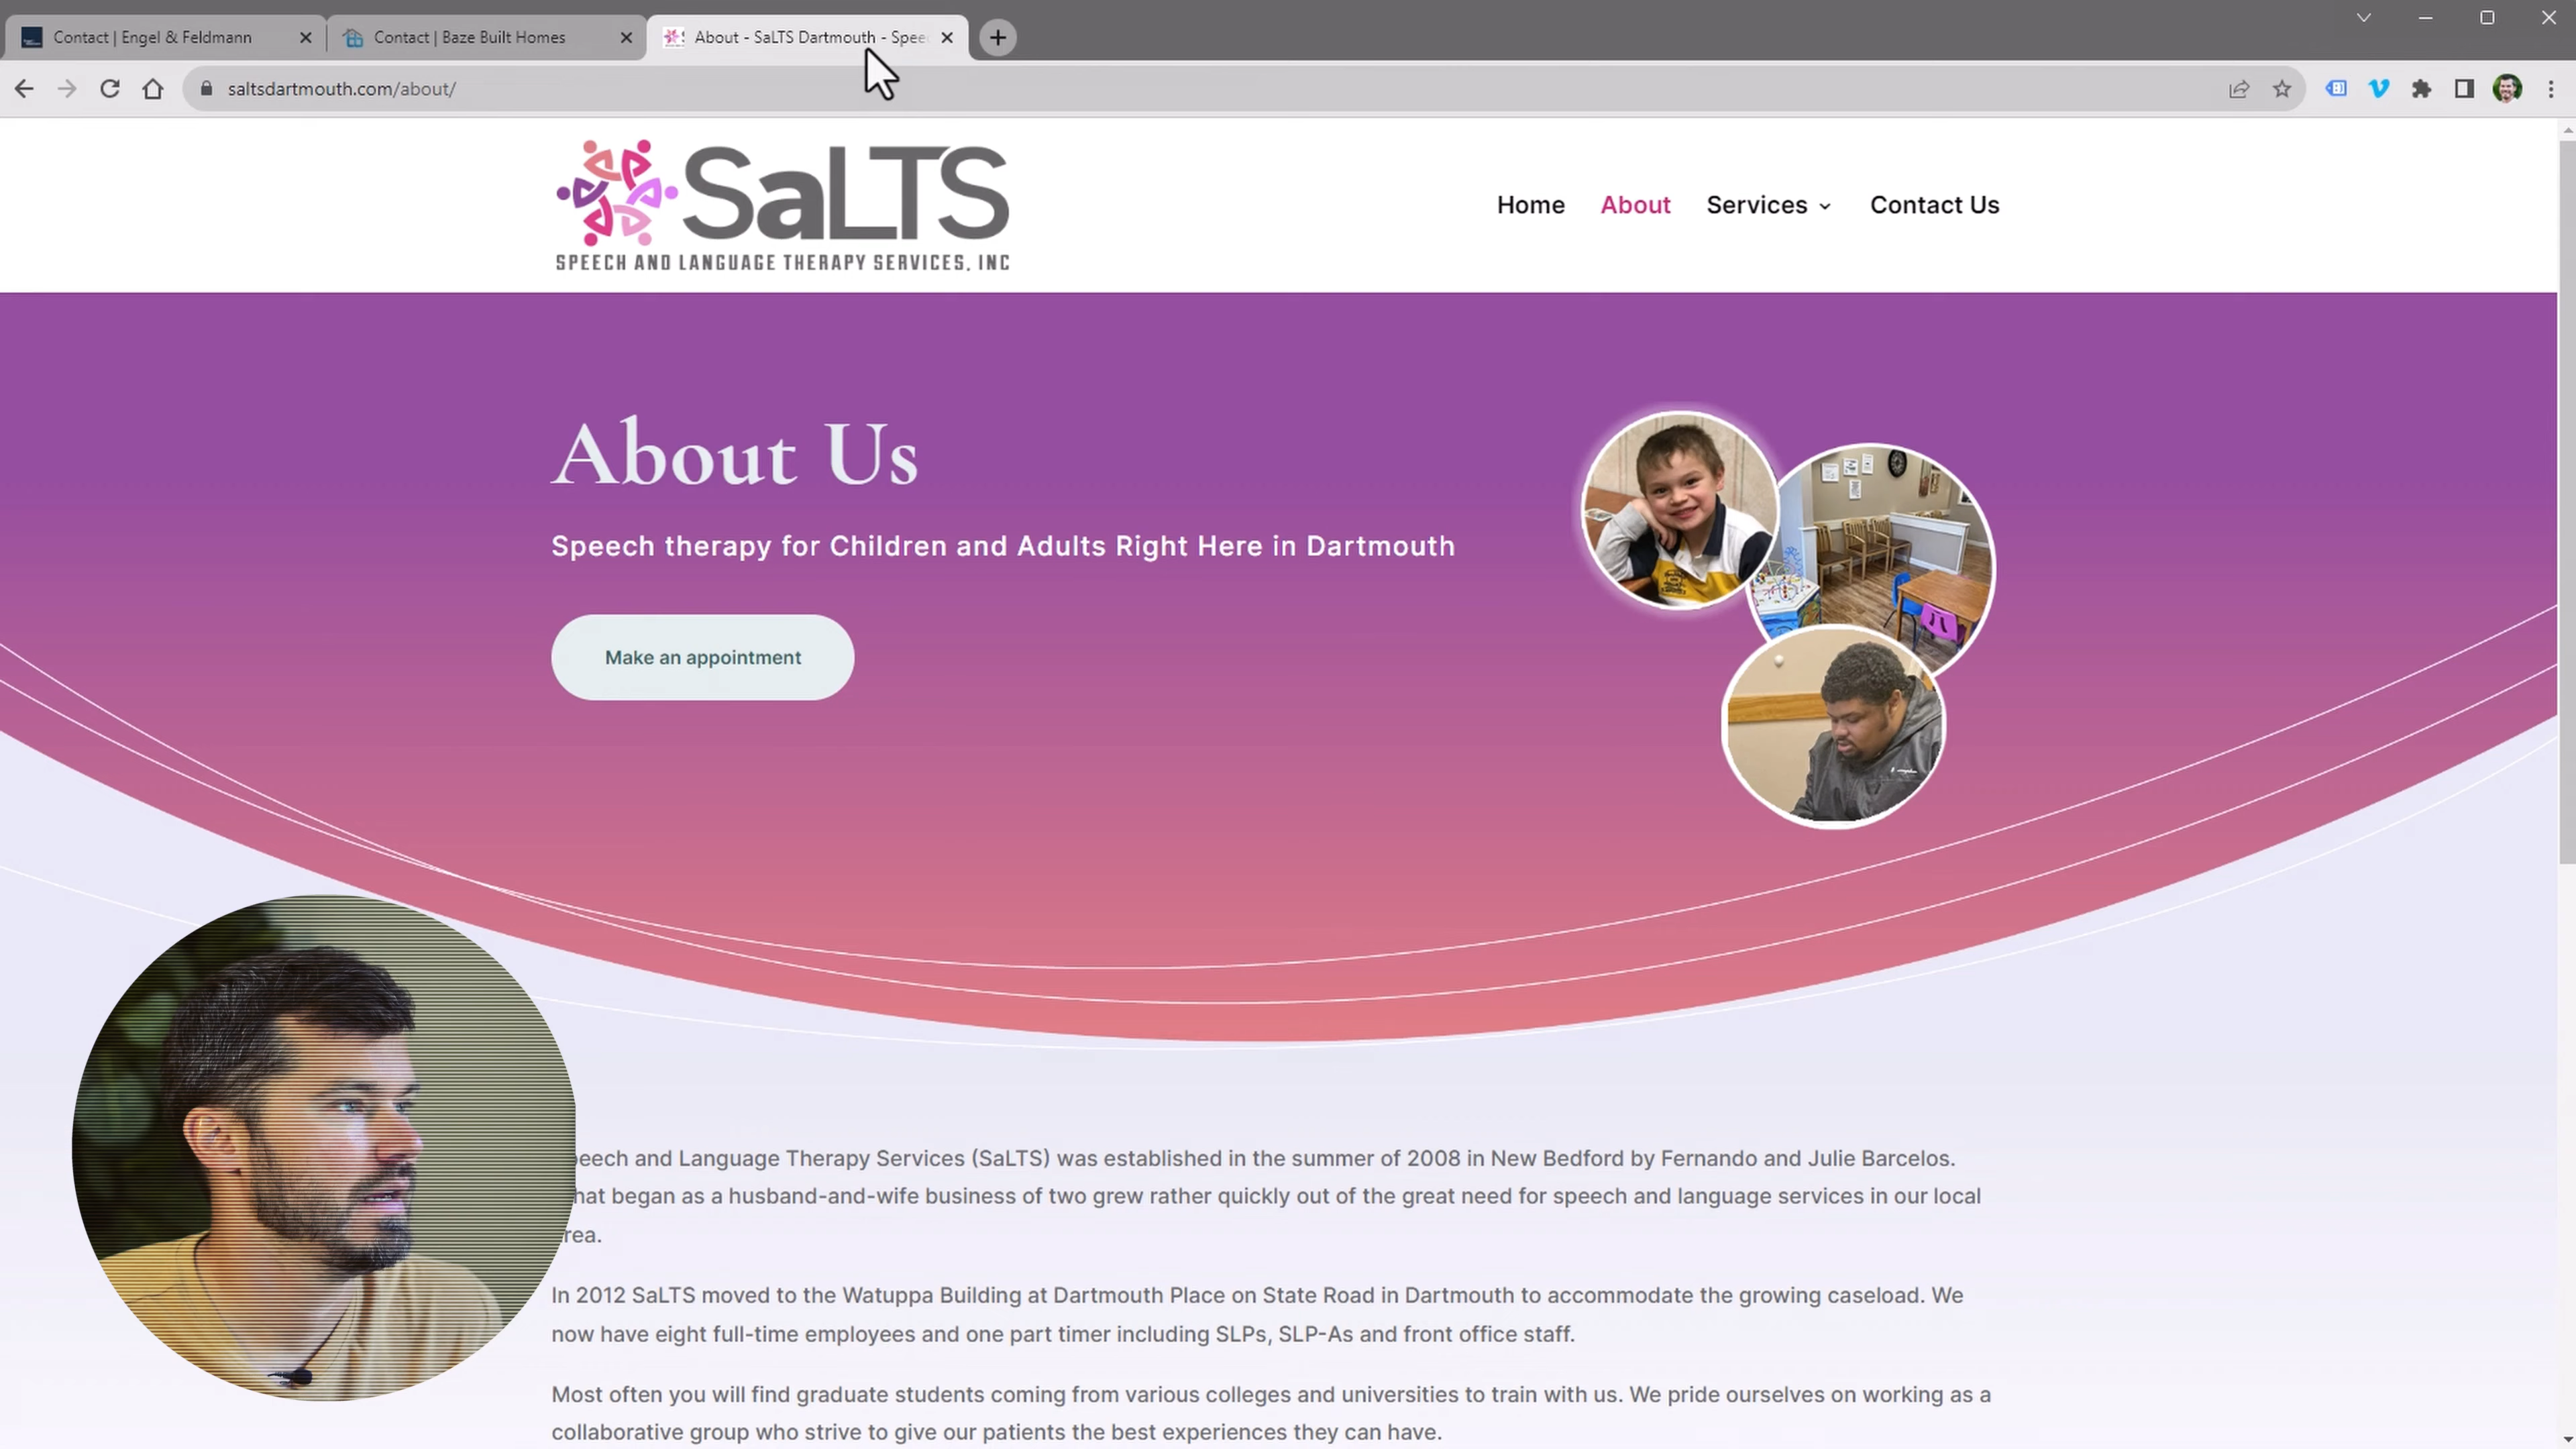 Contact | Engel & Feldmann
Contact | Baze Built Homes
About - SaLTS Dartmouth - Spee
saltsdartmouth.com/about/
SaLTS
SPEECH AND LANGUAGE THERAPY SERVICES, INC
Home About Services Contact Us
About Us
Speech therapy for Children and Adults Right Here in Dartmouth
Make an appointment
peech and Language Therapy Services (SaLTS) was established in the summer of 2008 in New Bedford by Fernando and Julie Barcelos.
hat began as a husband-and-wife business of two grew rather quickly out of the great need for speech and language services in our local
rea.
In 2012 SaLTS moved to the Watuppa Building at Dartmouth Place on State Road in Dartmouth to accommodate the growing caseload. We
now have eight full-time employees and one part timer including SLPs, SLP-As and front office staff.
Most often you will find graduate students coming from various colleges and universities to train with us. We pride ourselves on working as a
collaborative group who strive to give our patients the best experiences they can have.